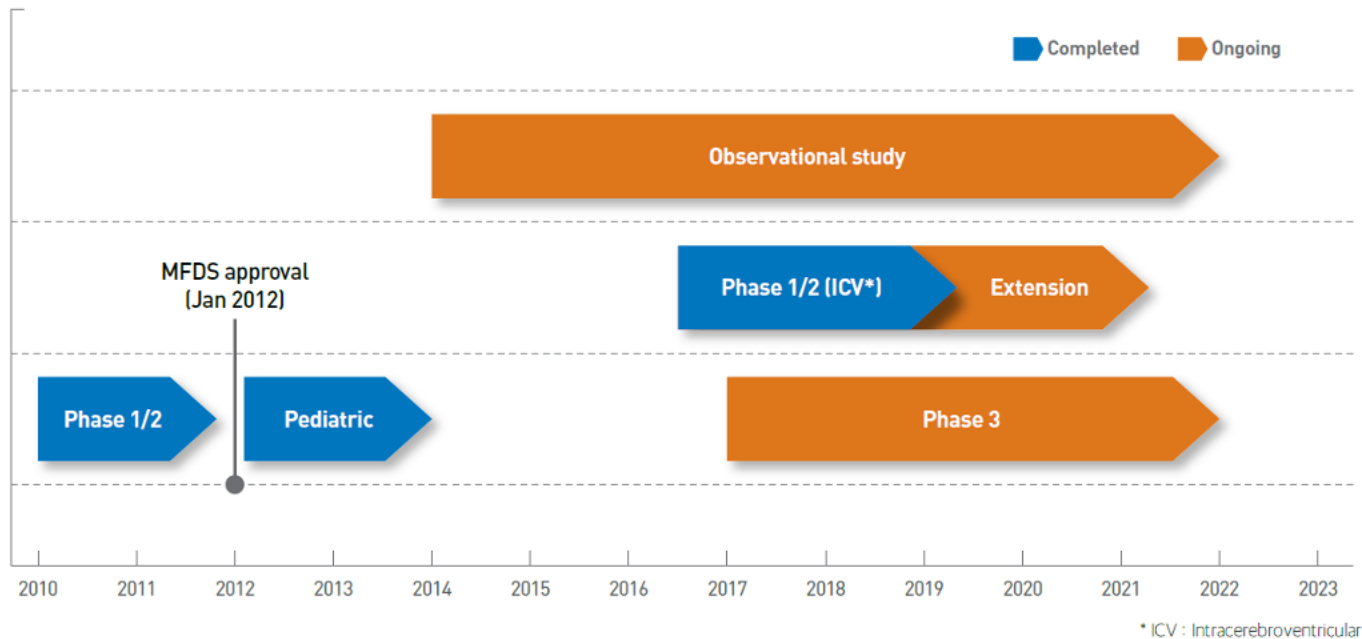 Completed
Ongoing
Observational study
MFDS approval
(Jan 2012)
Phase 1/2 (ICV*)
Extension
Phase 1/2
Pediatric
Phase 3
2010 2011 2012 2013 2014 2015 2016 2017 2018 2019 2020 2021 2022 2023
* ICV : Intracerebroventricular